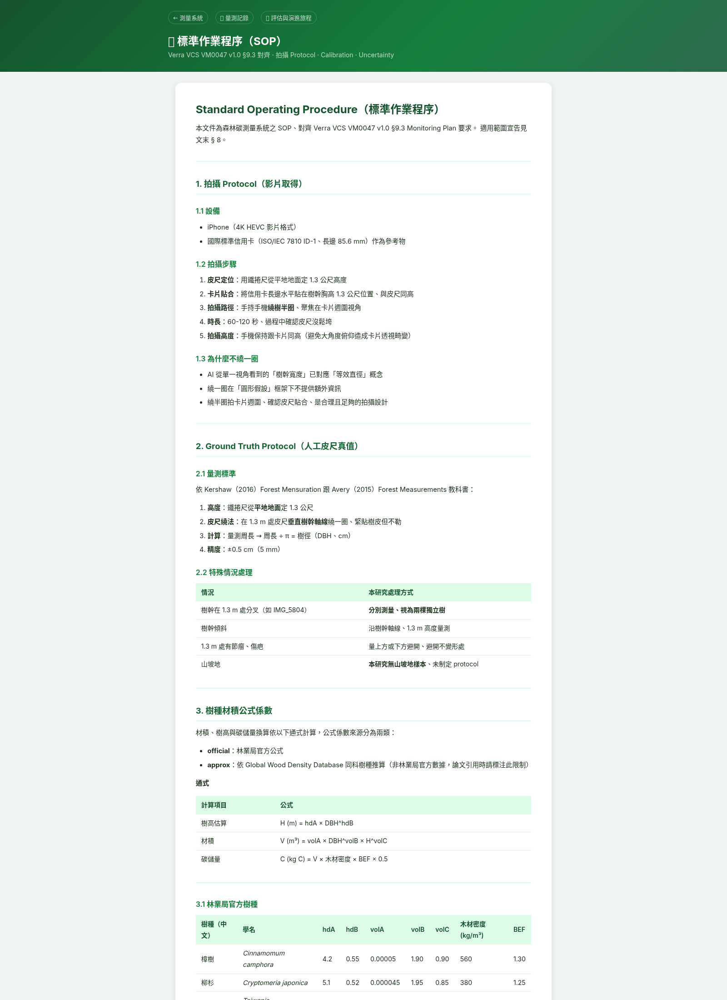 ← 測量系統
量測記錄
評估與演進旅程
標準作業程序（SOP）
Verra VCS VM0047 v1.0 §9.3 對齊 · 拍攝 Protocol · Calibration · Uncertainty
Standard Operating Procedure（標準作業程序）
本文件為森林碳測量系統之 SOP、對齊 Verra VCS VM0047 v1.0 §9.3 Monitoring Plan 要求。 適用範圍宣告見
文末 § 8。
1. 拍攝 Protocol（影片取得）
1.1 設備
• iPhone（4K HEVC 影片格式）
• 國際標準信用卡（ISO/IEC 7810 ID-1、長邊 85.6 mm）作為參考物
1.2 拍攝步驟
1. 皮尺定位：用鐵捲尺從平地地面定 1.3 公尺高度
2. 卡片貼合：將信用卡長邊水平貼在樹幹胸高 1.3 公尺位置、與皮尺同高
3. 拍攝路徑：手持手機繞樹半圈、聚焦在卡片週圍視角
4. 時長：60-120 秒、過程中確認皮尺沒鬆垮
5. 拍攝高度：手機保持跟卡片同高（避免大角度俯仰造成卡片透視畸變）
1.3 為什麼不繞一圈
• AI 從單一視角看到的「樹幹寬度」已對應「等效直徑」概念
• 繞一圈在「圓形假設」框架下不提供額外資訊
• 繞半圈拍卡片週圍、確認皮尺貼合、是合理且足夠的拍攝設計
2. Ground Truth Protocol（人工皮尺真值）
2.1 量測標準
依 Kershaw（2016）Forest Mensuration 跟 Avery（2015）Forest Measurements 教科書：
1. 高度：鐵捲尺從平地地面定 1.3 公尺
2. 皮尺繞法：在 1.3 m 處皮尺垂直樹幹軸線繞一圈、緊貼樹皮但不勒
3. 計算：量測周長 → 周長 ÷ π = 樹徑（DBH、cm）
4. 精度：±0.5 cm（5 mm）
2.2 特殊情況處理
情況 本研究處理方式
樹幹在 1.3 m 處分叉（如 IMG_5804） 分別測量、視為兩棵獨立樹
樹幹傾斜 沿樹幹軸線、1.3 m 高度量測
1.3 m 處有節瘤、傷疤 量上方或下方避開、避開不變形處
山坡地 本研究無山坡地樣本、未制定 protocol
3. 樹種材積公式係數
材積、樹高與碳儲量換算依以下通式計算，公式係數來源分為兩類：
• official：林業局官方公式
• approx：依 Global Wood Density Database 同科樹種推算（非林業局官方數據，論文引用時請標注此限制）
通式
計算項目 公式
樹高估算 H (m) = hdA × DBH^hdB
材積 V (m³) = volA × DBH^volB × H^volC
碳儲量 C (kg C) = V × 木材密度 × BEF × 0.5
3.1 林業局官方樹種
樹種（中文） 學名 hdA hdB volA volB volC 木材密度 (kg/m³) BEF
樟樹 Cinnamomum camphora 4.2 0.55 0.00005 1.90 0.90 560 1.30
柳杉 Cryptomeria japonica 5.1 0.52 0.000045 1.95 0.85 380 1.25